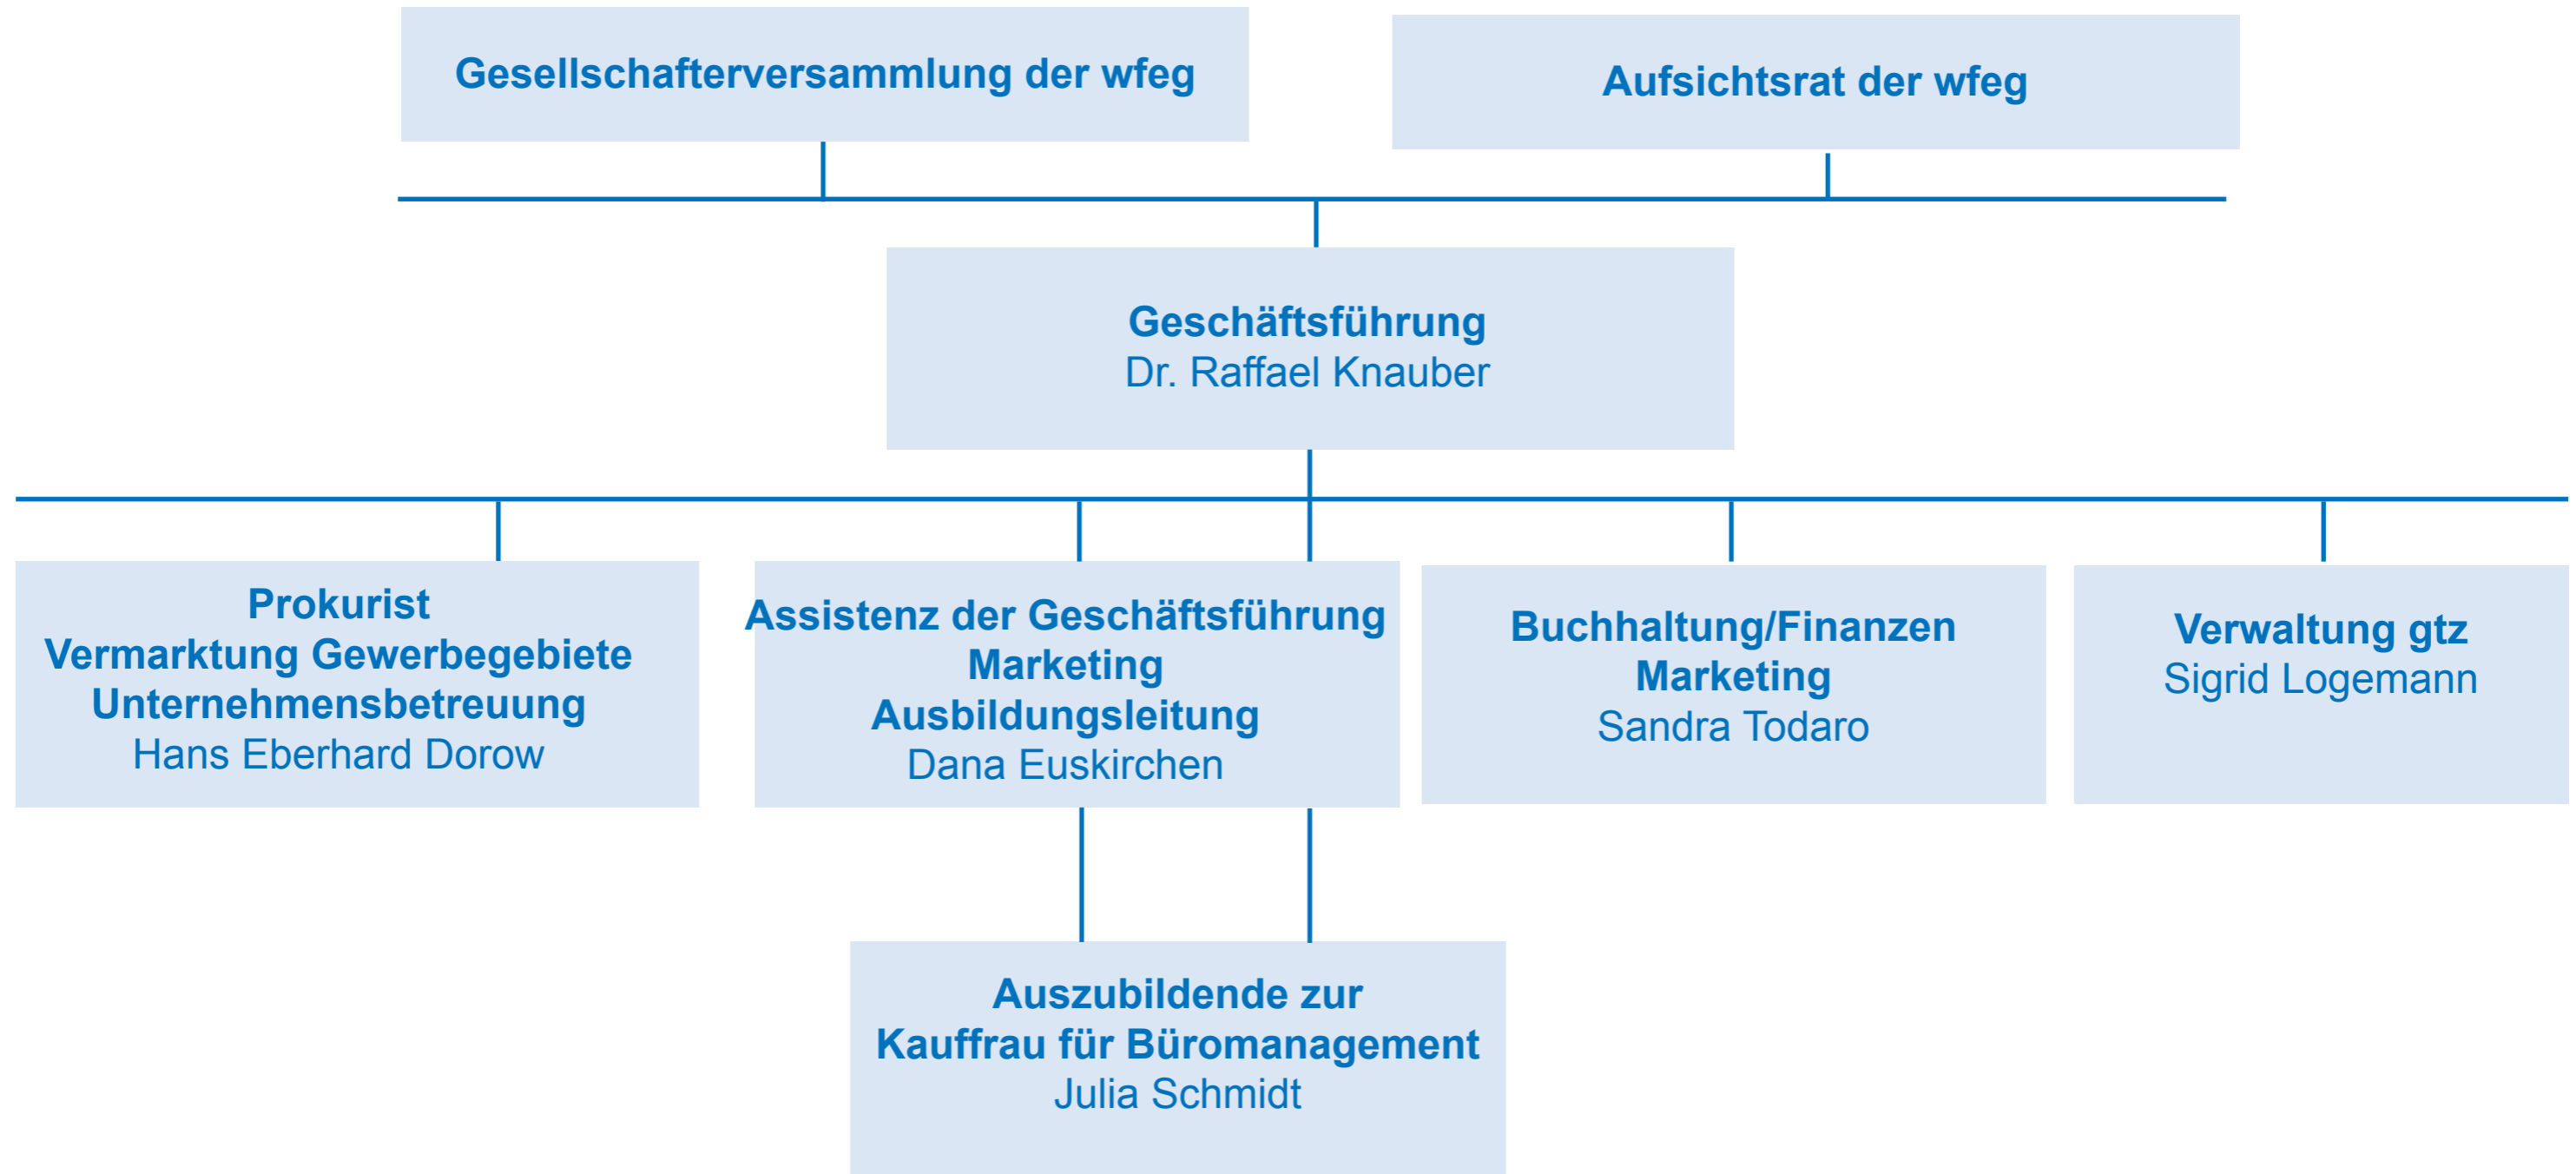 Gesellschafterversammlung der wfeg
Aufsichtsrat der wfeg
Geschäftsführung
Dr. Raffael Knauber
Prokurist
Vermarktung Gewerbegebiete
Unternehmensbetreuung
Hans Eberhard Dorow
Assistenz der Geschäftsführung
Marketing
Ausbildungsleitung
Dana Euskirchen
Buchhaltung/Finanzen
Marketing
Sandra Todaro
Verwaltung gtz
Sigrid Logemann
Auszubildende zur
Kauffrau für Büromanagement
Julia Schmidt